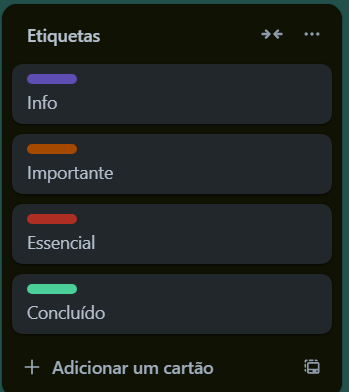 Etiquetas
Info
Importante
Essencial
Concluído
Adicionar um cartão